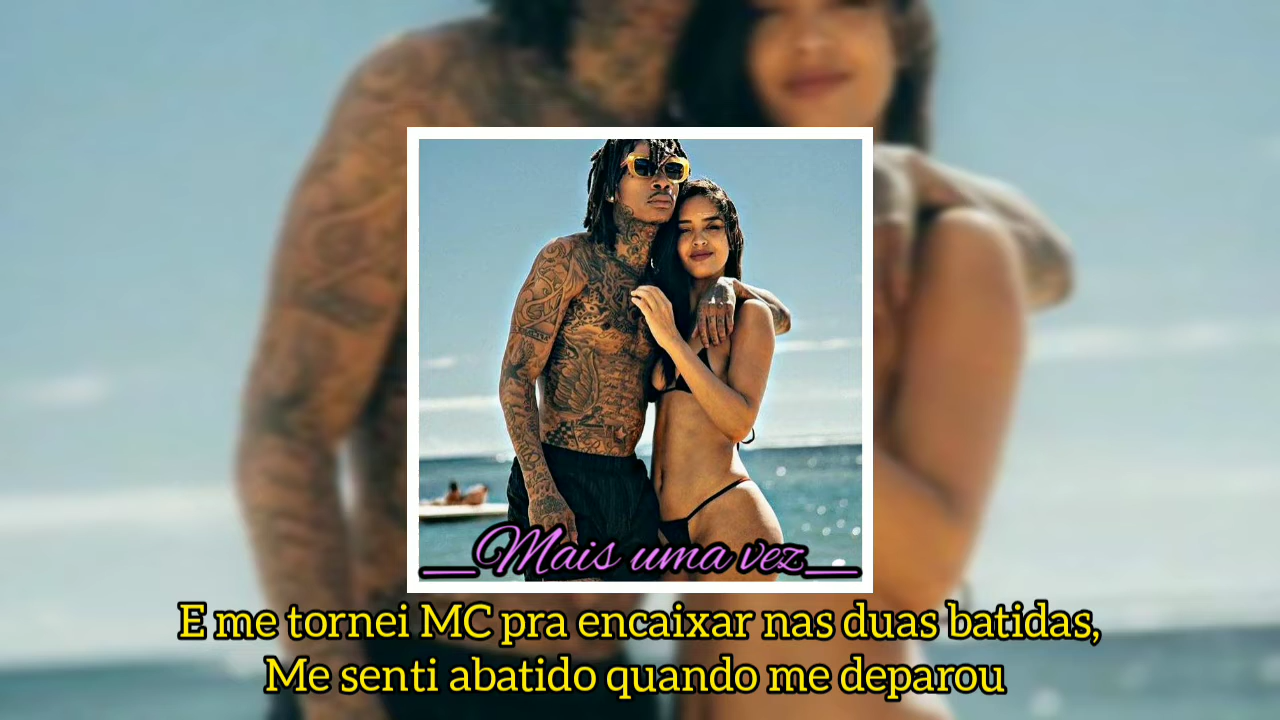 __Mais uma vez__
E me tornei MC pra encaixar nas duas batidas,
Me senti abatido quando me deparou